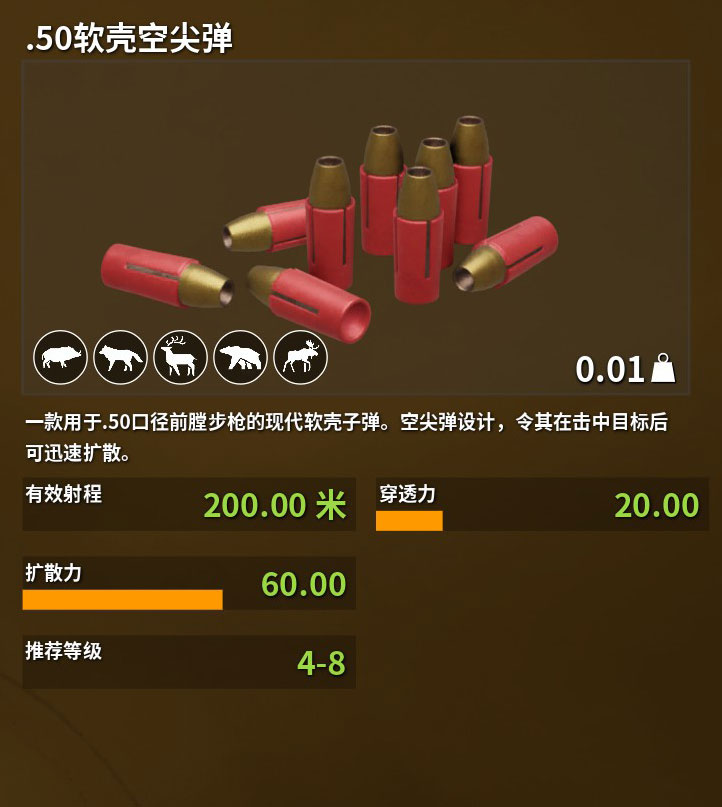 .50软壳空尖弹
0.01
一款用于.50口径前膛步枪的现代软壳子弹。空尖弹设计，令其在击中目标后
可迅速扩散。
有效射程
200.00 米
穿透力
20.00
扩散力
60.00
推荐等级
4-8